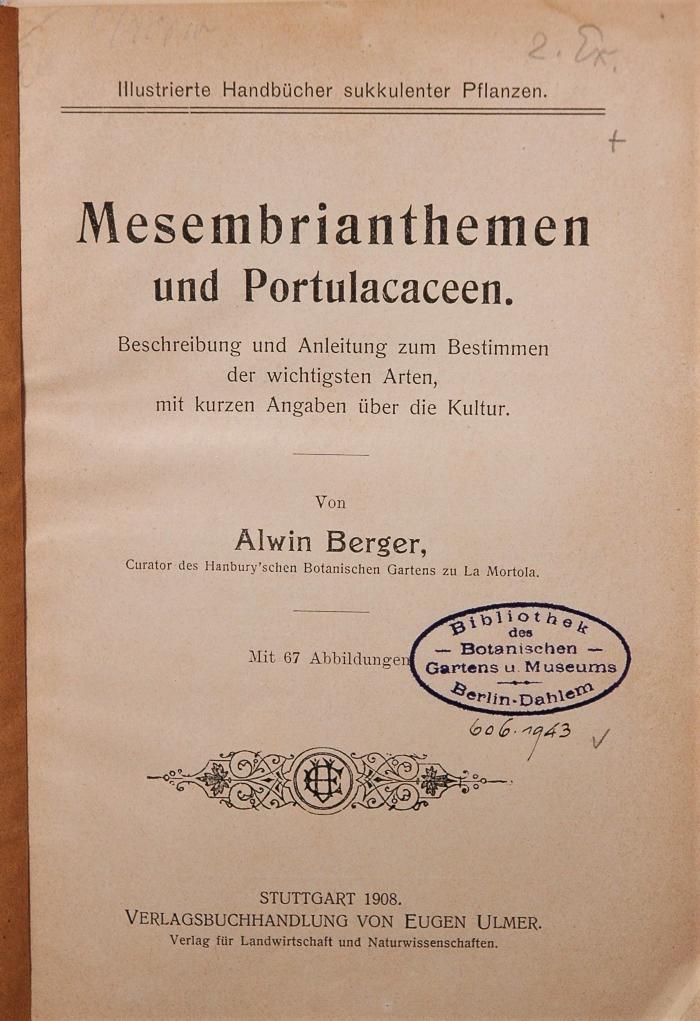 2. Ex.
Illustrierte Handbücher sukkulenter Pflanzen.
+
Mesembrianthemen
und Portulacaceen.
Beschreibung und Anleitung zum Bestimmen
der wichtigsten Arten,
mit kurzen Angaben über die Kultur.
Von
Alwin Berger,
Curator des Hanbury'schen Botanischen Gartens zu La Mortola.
Mit 67 Abbildungen
Bibliothek
des
— Botanischen —
Gartens u. Museums
Berlin-Dahlem
606.1943 ✓
STUTTGART 1908.
VERLAGSBUCHHANDLUNG VON EUGEN ULMER.
Verlag für Landwirtschaft und Naturwissenschaften.